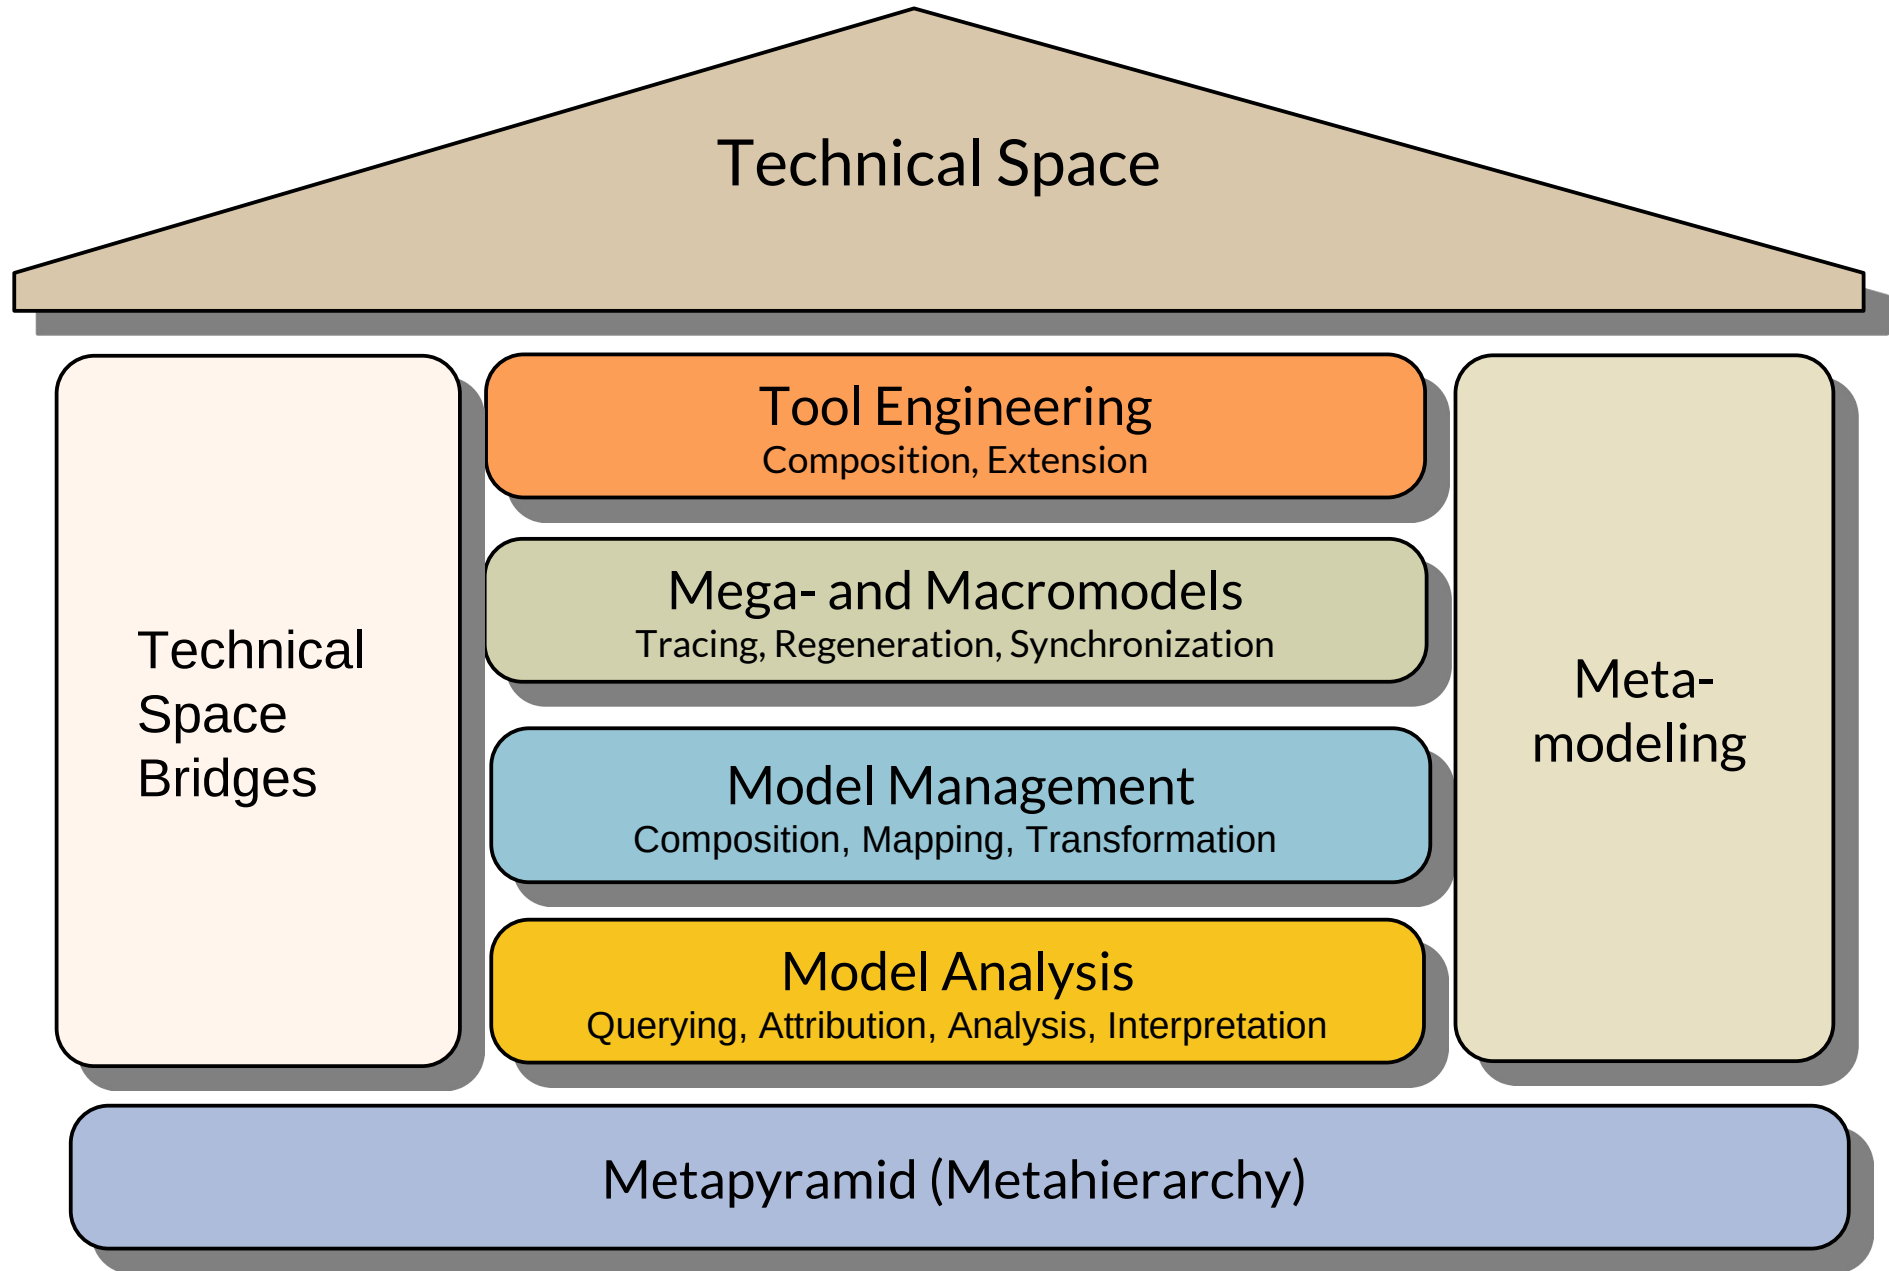 Technical Space
Technical
Space
Bridges
Tool Engineering
Composition, Extension
Mega- and Macromodels
Tracing, Regeneration, Synchronization
Model Management
Composition, Mapping, Transformation
Model Analysis
Querying, Attribution, Analysis, Interpretation
Meta-
modeling
Metapyramid (Metahierarchy)